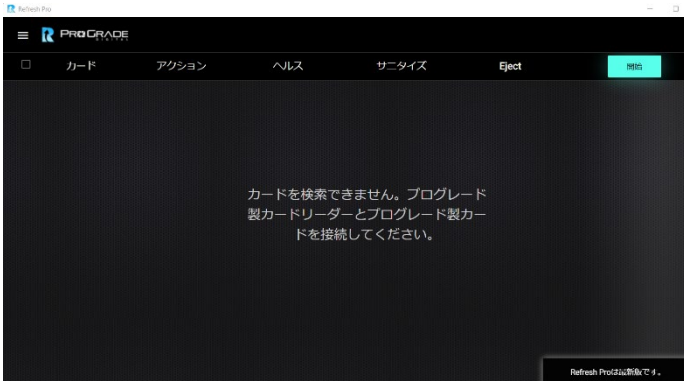 Refresh Pro
PROGRADE
DIGITAL
カード アクション ヘルス サニタイズ Eject 開始
カードを検索できません。プログレード
製カードリーダーとプログレード製カー
ドを接続してください。
Refresh Proは最新版です。